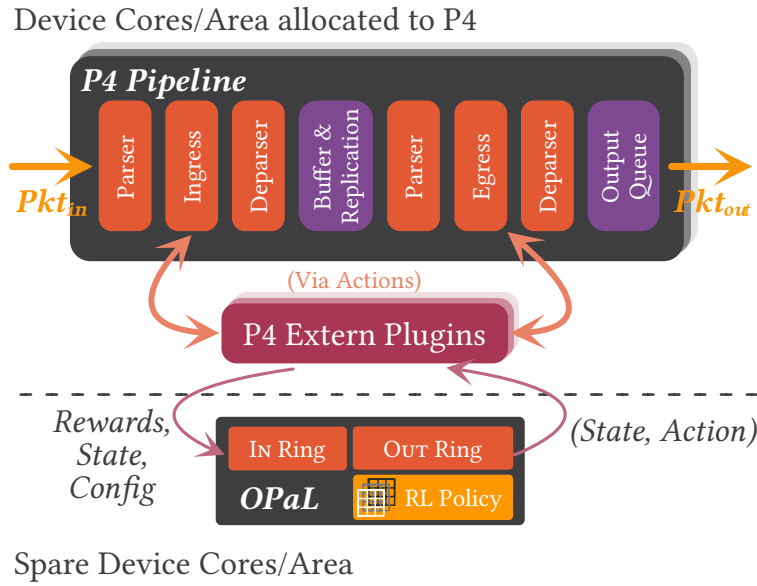 Device Cores/Area allocated to P4
P4 Pipeline
Parser
Ingress
Deparser
Buffer &
Replication
Parser
Egress
Deparser
Output
Queue
Pkt_in
Pkt_out
(Via Actions)
P4 Extern Plugins
Rewards,
State,
Config
(State, Action)
IN Ring
OUT Ring
OPaL
RL Policy
Spare Device Cores/Area